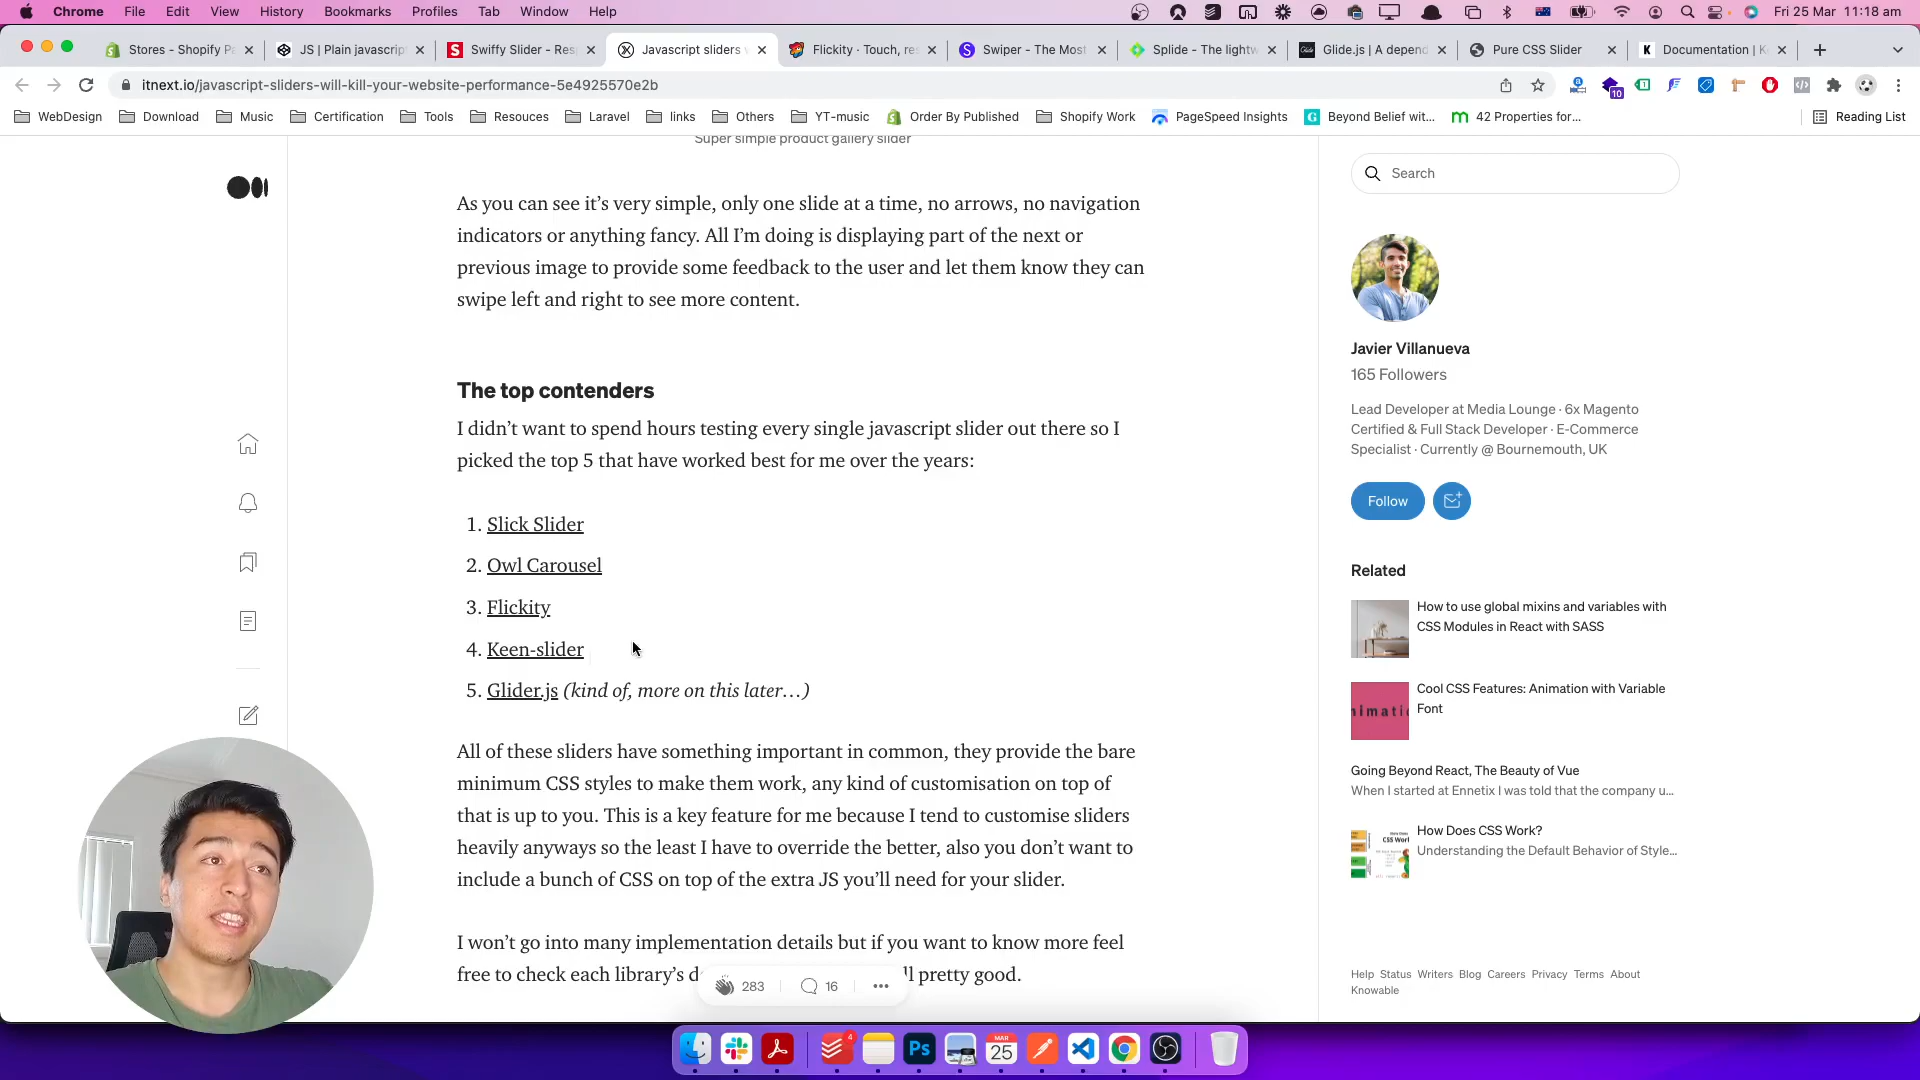 Chrome File Edit View History Bookmarks Profiles Tab Window Help
Fri 25 Mar 11:18 am
Stores - Shopify Pa
JS | Plain javascrip
Swiffy Slider - Res
Javascript sliders w
Flickity · Touch, res
Swiper - The Most
Splide - The lightw
Glide.js | A depend
Pure CSS Slider
Documentation | Ke
itnext.io/javascript-sliders-will-kill-your-website-performance-5e4925570e2b
10
WebDesign Download Music Certification Tools Resouces Laravel links Others YT-music Order By Published Shopify Work PageSpeed Insights Beyond Belief wit... 42 Properties for... Reading List
Super simple product gallery slider
As you can see it's very simple, only one slide at a time, no arrows, no navigation
indicators or anything fancy. All I'm doing is displaying part of the next or
previous image to provide some feedback to the user and let them know they can
swipe left and right to see more content.
The top contenders
I didn't want to spend hours testing every single javascript slider out there so I
picked the top 5 that have worked best for me over the years:
1. Slick Slider
2. Owl Carousel
3. Flickity
4. Keen-slider
5. Glider.js (kind of, more on this later…)
All of these sliders have something important in common, they provide the bare
minimum CSS styles to make them work, any kind of customisation on top of
that is up to you. This is a key feature for me because I tend to customise sliders
heavily anyways so the least I have to override the better, also you don't want to
include a bunch of CSS on top of the extra JS you'll need for your slider.
I won't go into many implementation details but if you want to know more feel
free to check each library's d ll pretty good.
283 16
Search
Javier Villanueva
165 Followers
Lead Developer at Media Lounge · 6x Magento
Certified & Full Stack Developer · E-Commerce
Specialist · Currently @ Bournemouth, UK
Follow
Related
How to use global mixins and variables with
CSS Modules in React with SASS
Cool CSS Features: Animation with Variable
Font
Going Beyond React, The Beauty of Vue
When I started at Ennetix I was told that the company u…
How Does CSS Work?
Understanding the Default Behavior of Style…
Help Status Writers Blog Careers Privacy Terms About
Knowable
4
Ps
MAR
25